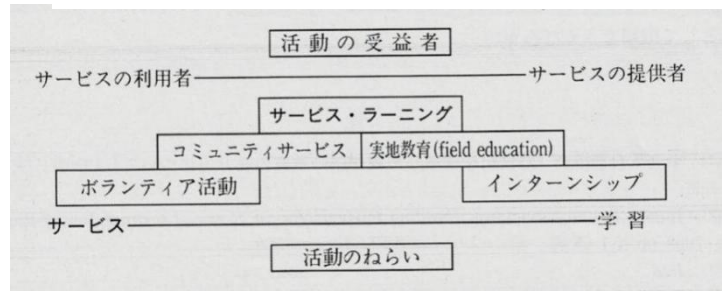 活動の受益者
サービスの利用者 サービスの提供者
サービス・ラーニング
コミュニティサービス 実地教育(field education)
ボランティア活動 インターンシップ
サービス 学習
活動のねらい